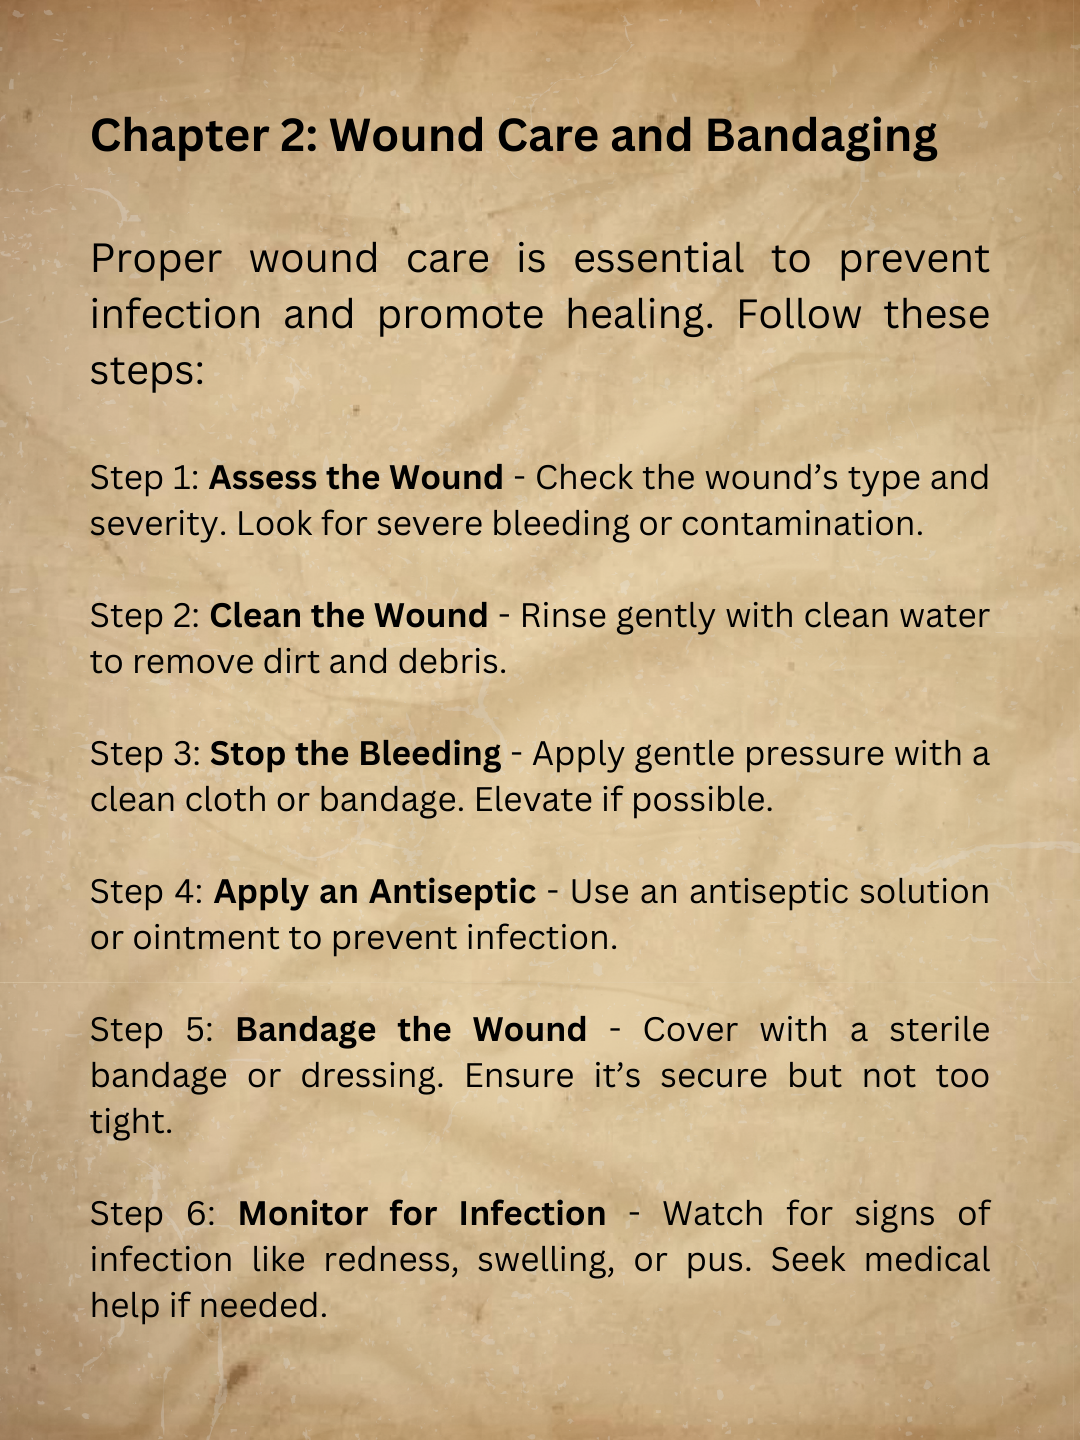 Chapter 2: Wound Care and Bandaging
Proper wound care is essential to prevent
infection and promote healing. Follow these
steps:
Step 1: Assess the Wound - Check the wound’s type and
severity. Look for severe bleeding or contamination.
Step 2: Clean the Wound - Rinse gently with clean water
to remove dirt and debris.
Step 3: Stop the Bleeding - Apply gentle pressure with a
clean cloth or bandage. Elevate if possible.
Step 4: Apply an Antiseptic - Use an antiseptic solution
or ointment to prevent infection.
Step 5: Bandage the Wound - Cover with a sterile
bandage or dressing. Ensure it’s secure but not too
tight.
Step 6: Monitor for Infection - Watch for signs of
infection like redness, swelling, or pus. Seek medical
help if needed.